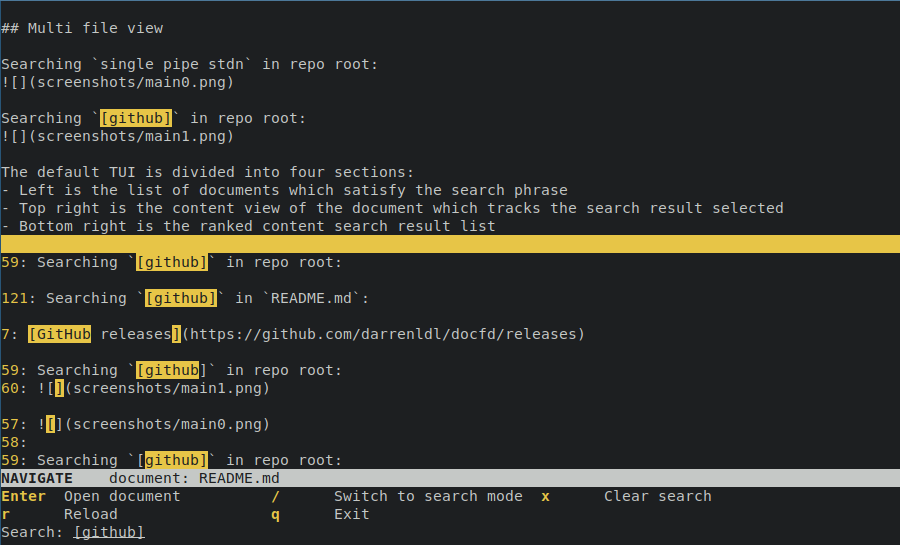 ## Multi file view
Searching `single pipe stdn` in repo root:
![](screenshots/main0.png)
Searching `[github]` in repo root:
![](screenshots/main1.png)
The default TUI is divided into four sections:
- Left is the list of documents which satisfy the search phrase
- Top right is the content view of the document which tracks the search result selected
- Bottom right is the ranked content search result list
59: Searching `[github]` in repo root:
121: Searching `[github]` in `README.md`:
7: [GitHub releases](https://github.com/darrenldl/docfd/releases)
59: Searching `[github]` in repo root:
60: ![](screenshots/main1.png)
57: ![](screenshots/main0.png)
58:
59: Searching `[github]` in repo root:
NAVIGATE document: README.md
Enter Open document / Switch to search mode x Clear search
r Reload q Exit
Search: [github]